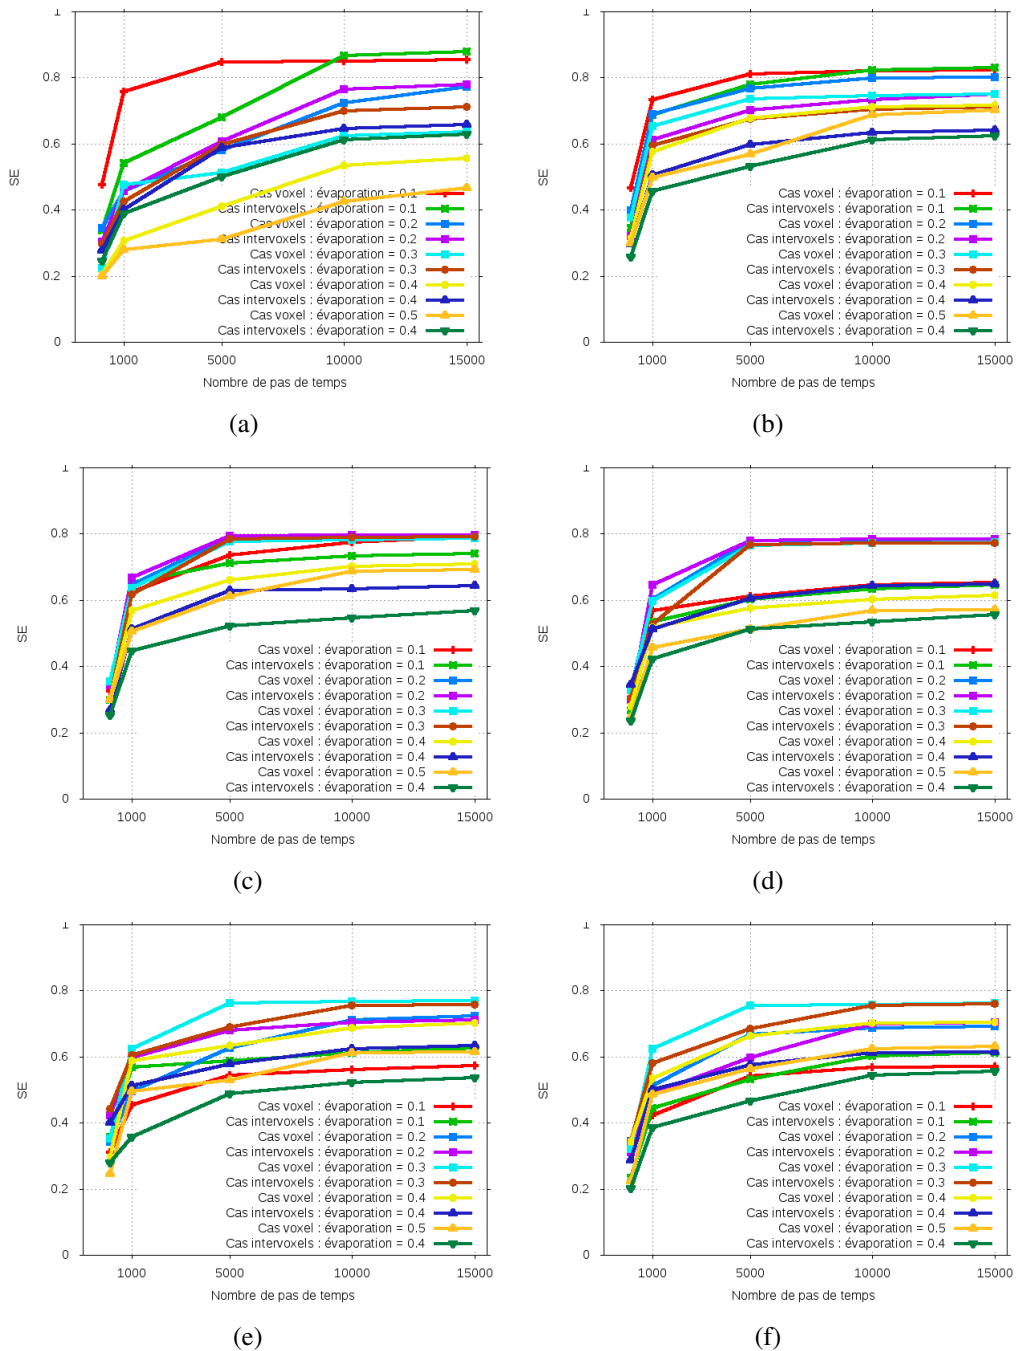 1
0.8
0.6
0.4
0.2
0
SE
Cas voxel : évaporation = 0.1
Cas intervoxels : évaporation = 0.1
Cas voxel : évaporation = 0.2
Cas intervoxels : évaporation = 0.2
Cas voxel : évaporation = 0.3
Cas intervoxels : évaporation = 0.3
Cas voxel : évaporation = 0.4
Cas intervoxels : évaporation = 0.4
Cas voxel : évaporation = 0.5
Cas intervoxels : évaporation = 0.4
1000 5000 10000 15000
Nombre de pas de temps
(a)
1
0.8
0.6
0.4
0.2
0
SE
Cas voxel : évaporation = 0.1
Cas intervoxels : évaporation = 0.1
Cas voxel : évaporation = 0.2
Cas intervoxels : évaporation = 0.2
Cas voxel : évaporation = 0.3
Cas intervoxels : évaporation = 0.3
Cas voxel : évaporation = 0.4
Cas intervoxels : évaporation = 0.4
Cas voxel : évaporation = 0.5
Cas intervoxels : évaporation = 0.4
1000 5000 10000 15000
Nombre de pas de temps
(b)
1
0.8
0.6
0.4
0.2
0
SE
Cas voxel : évaporation = 0.1
Cas intervoxels : évaporation = 0.1
Cas voxel : évaporation = 0.2
Cas intervoxels : évaporation = 0.2
Cas voxel : évaporation = 0.3
Cas intervoxels : évaporation = 0.3
Cas voxel : évaporation = 0.4
Cas intervoxels : évaporation = 0.4
Cas voxel : évaporation = 0.5
Cas intervoxels : évaporation = 0.4
1000 5000 10000 15000
Nombre de pas de temps
(c)
1
0.8
0.6
0.4
0.2
0
SE
Cas voxel : évaporation = 0.1
Cas intervoxels : évaporation = 0.1
Cas voxel : évaporation = 0.2
Cas intervoxels : évaporation = 0.2
Cas voxel : évaporation = 0.3
Cas intervoxels : évaporation = 0.3
Cas voxel : évaporation = 0.4
Cas intervoxels : évaporation = 0.4
Cas voxel : évaporation = 0.5
Cas intervoxels : évaporation = 0.4
1000 5000 10000 15000
Nombre de pas de temps
(d)
1
0.8
0.6
0.4
0.2
0
SE
Cas voxel : évaporation = 0.1
Cas intervoxels : évaporation = 0.1
Cas voxel : évaporation = 0.2
Cas intervoxels : évaporation = 0.2
Cas voxel : évaporation = 0.3
Cas intervoxels : évaporation = 0.3
Cas voxel : évaporation = 0.4
Cas intervoxels : évaporation = 0.4
Cas voxel : évaporation = 0.5
Cas intervoxels : évaporation = 0.4
1000 5000 10000 15000
Nombre de pas de temps
(e)
1
0.8
0.6
0.4
0.2
0
SE
Cas voxel : évaporation = 0.1
Cas intervoxels : évaporation = 0.1
Cas voxel : évaporation = 0.2
Cas intervoxels : évaporation = 0.2
Cas voxel : évaporation = 0.3
Cas intervoxels : évaporation = 0.3
Cas voxel : évaporation = 0.4
Cas intervoxels : évaporation = 0.4
Cas voxel : évaporation = 0.5
Cas intervoxels : évaporation = 0.4
1000 5000 10000 15000
Nombre de pas de temps
(f)